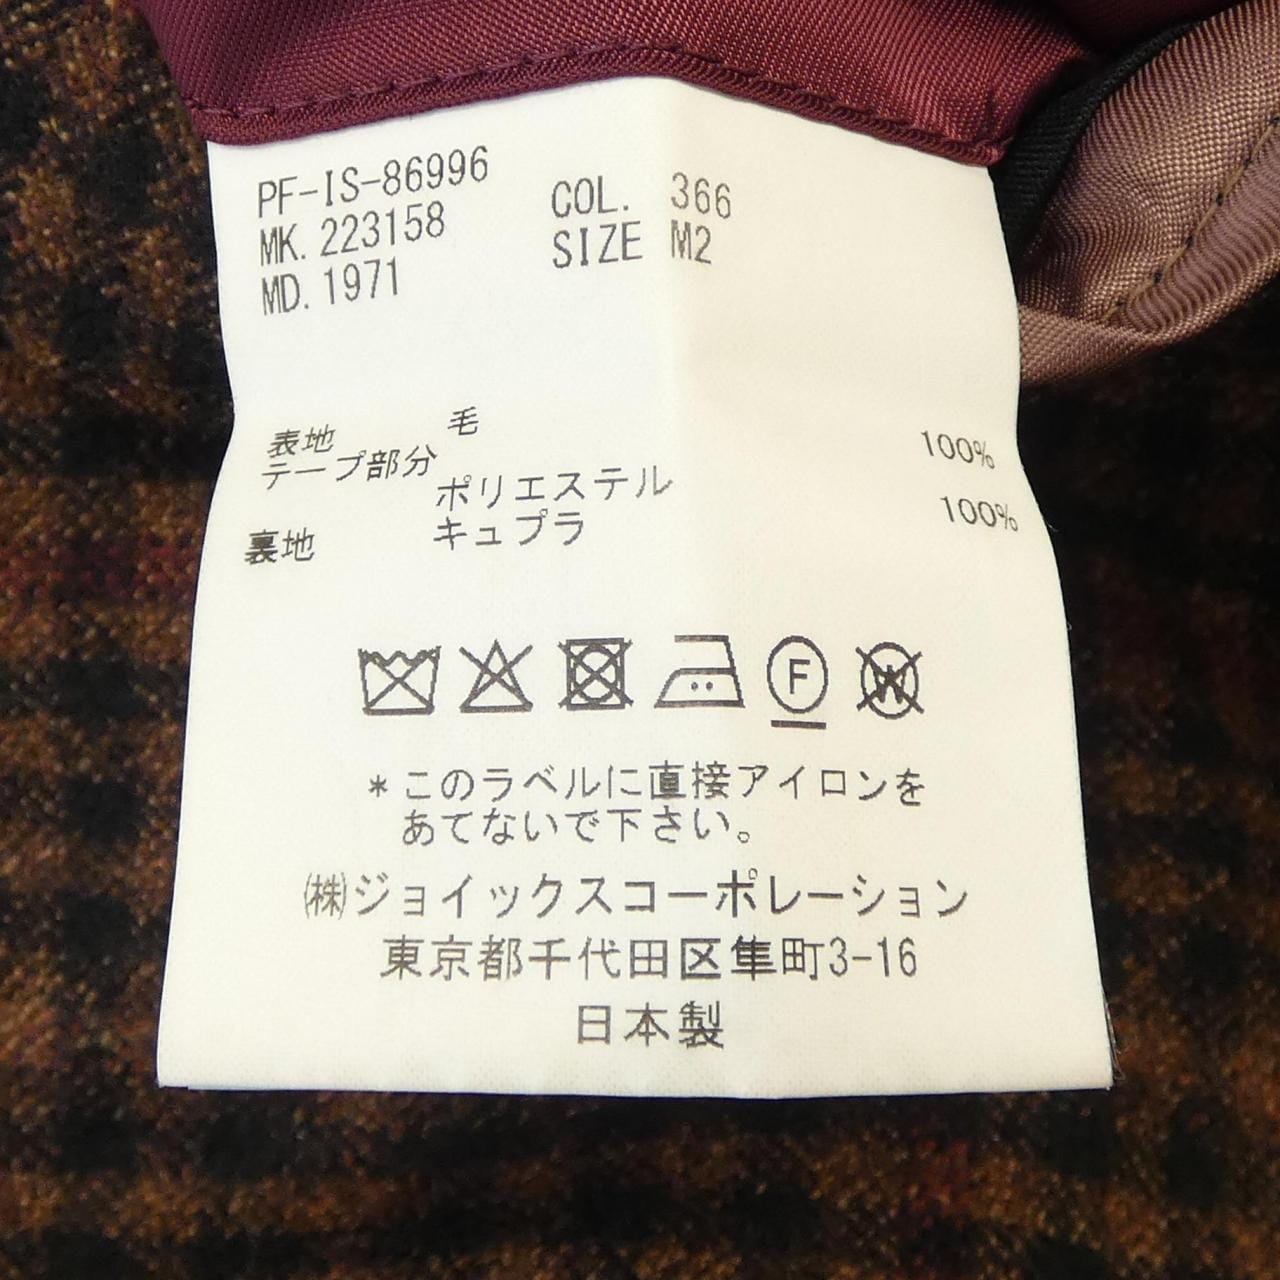 PF-IS-86996
MK. 223158
MD. 1971
COL. 366
SIZE M2
表地 毛 100%
テープ部分
ポリエステル 100%
裏地 キュプラ
F
W
*このラベルに直接アイロンを
あてないで下さい。
㈱ジョイックスコーポレーション
東京都千代田区隼町3-16
日本製